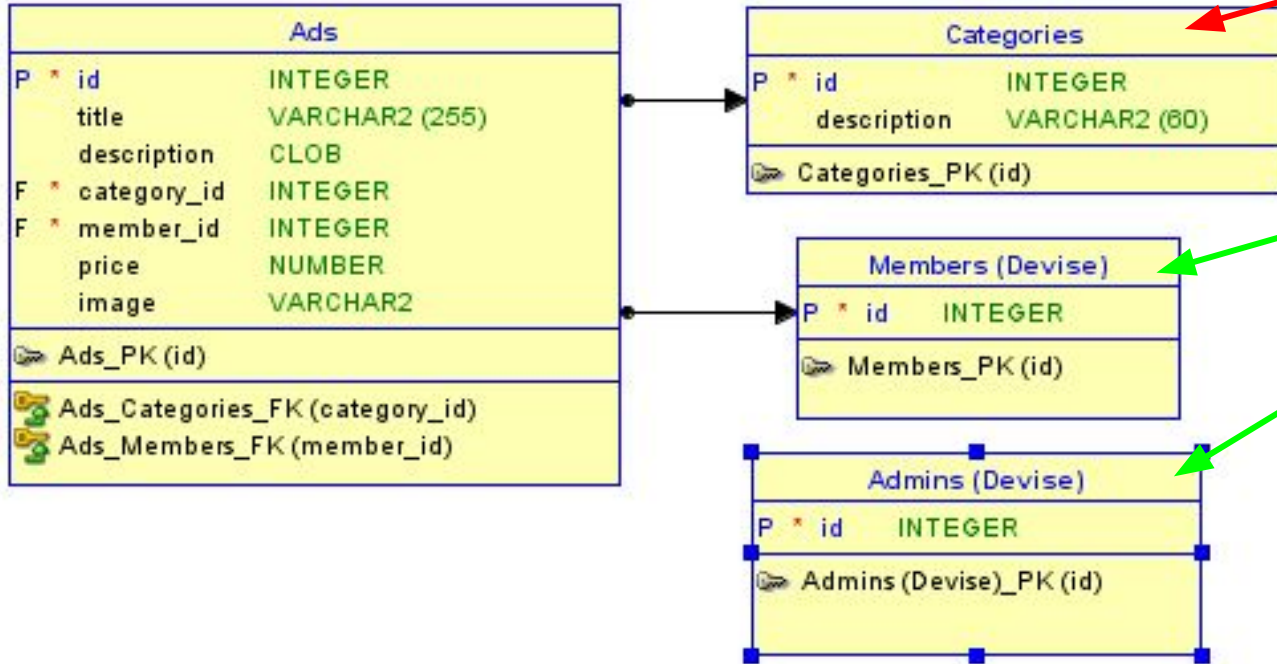 Ads
P * id INTEGER
title VARCHAR2 (255)
description CLOB
F * category_id INTEGER
F * member_id INTEGER
price NUMBER
image VARCHAR2
Ads_PK (id)
Ads_Categories_FK (category_id)
Ads_Members_FK (member_id)
Categories
P * id INTEGER
description VARCHAR2 (60)
Categories_PK (id)
Members (Devise)
P * id INTEGER
Members_PK (id)
Admins (Devise)
P * id INTEGER
Admins (Devise)_PK (id)